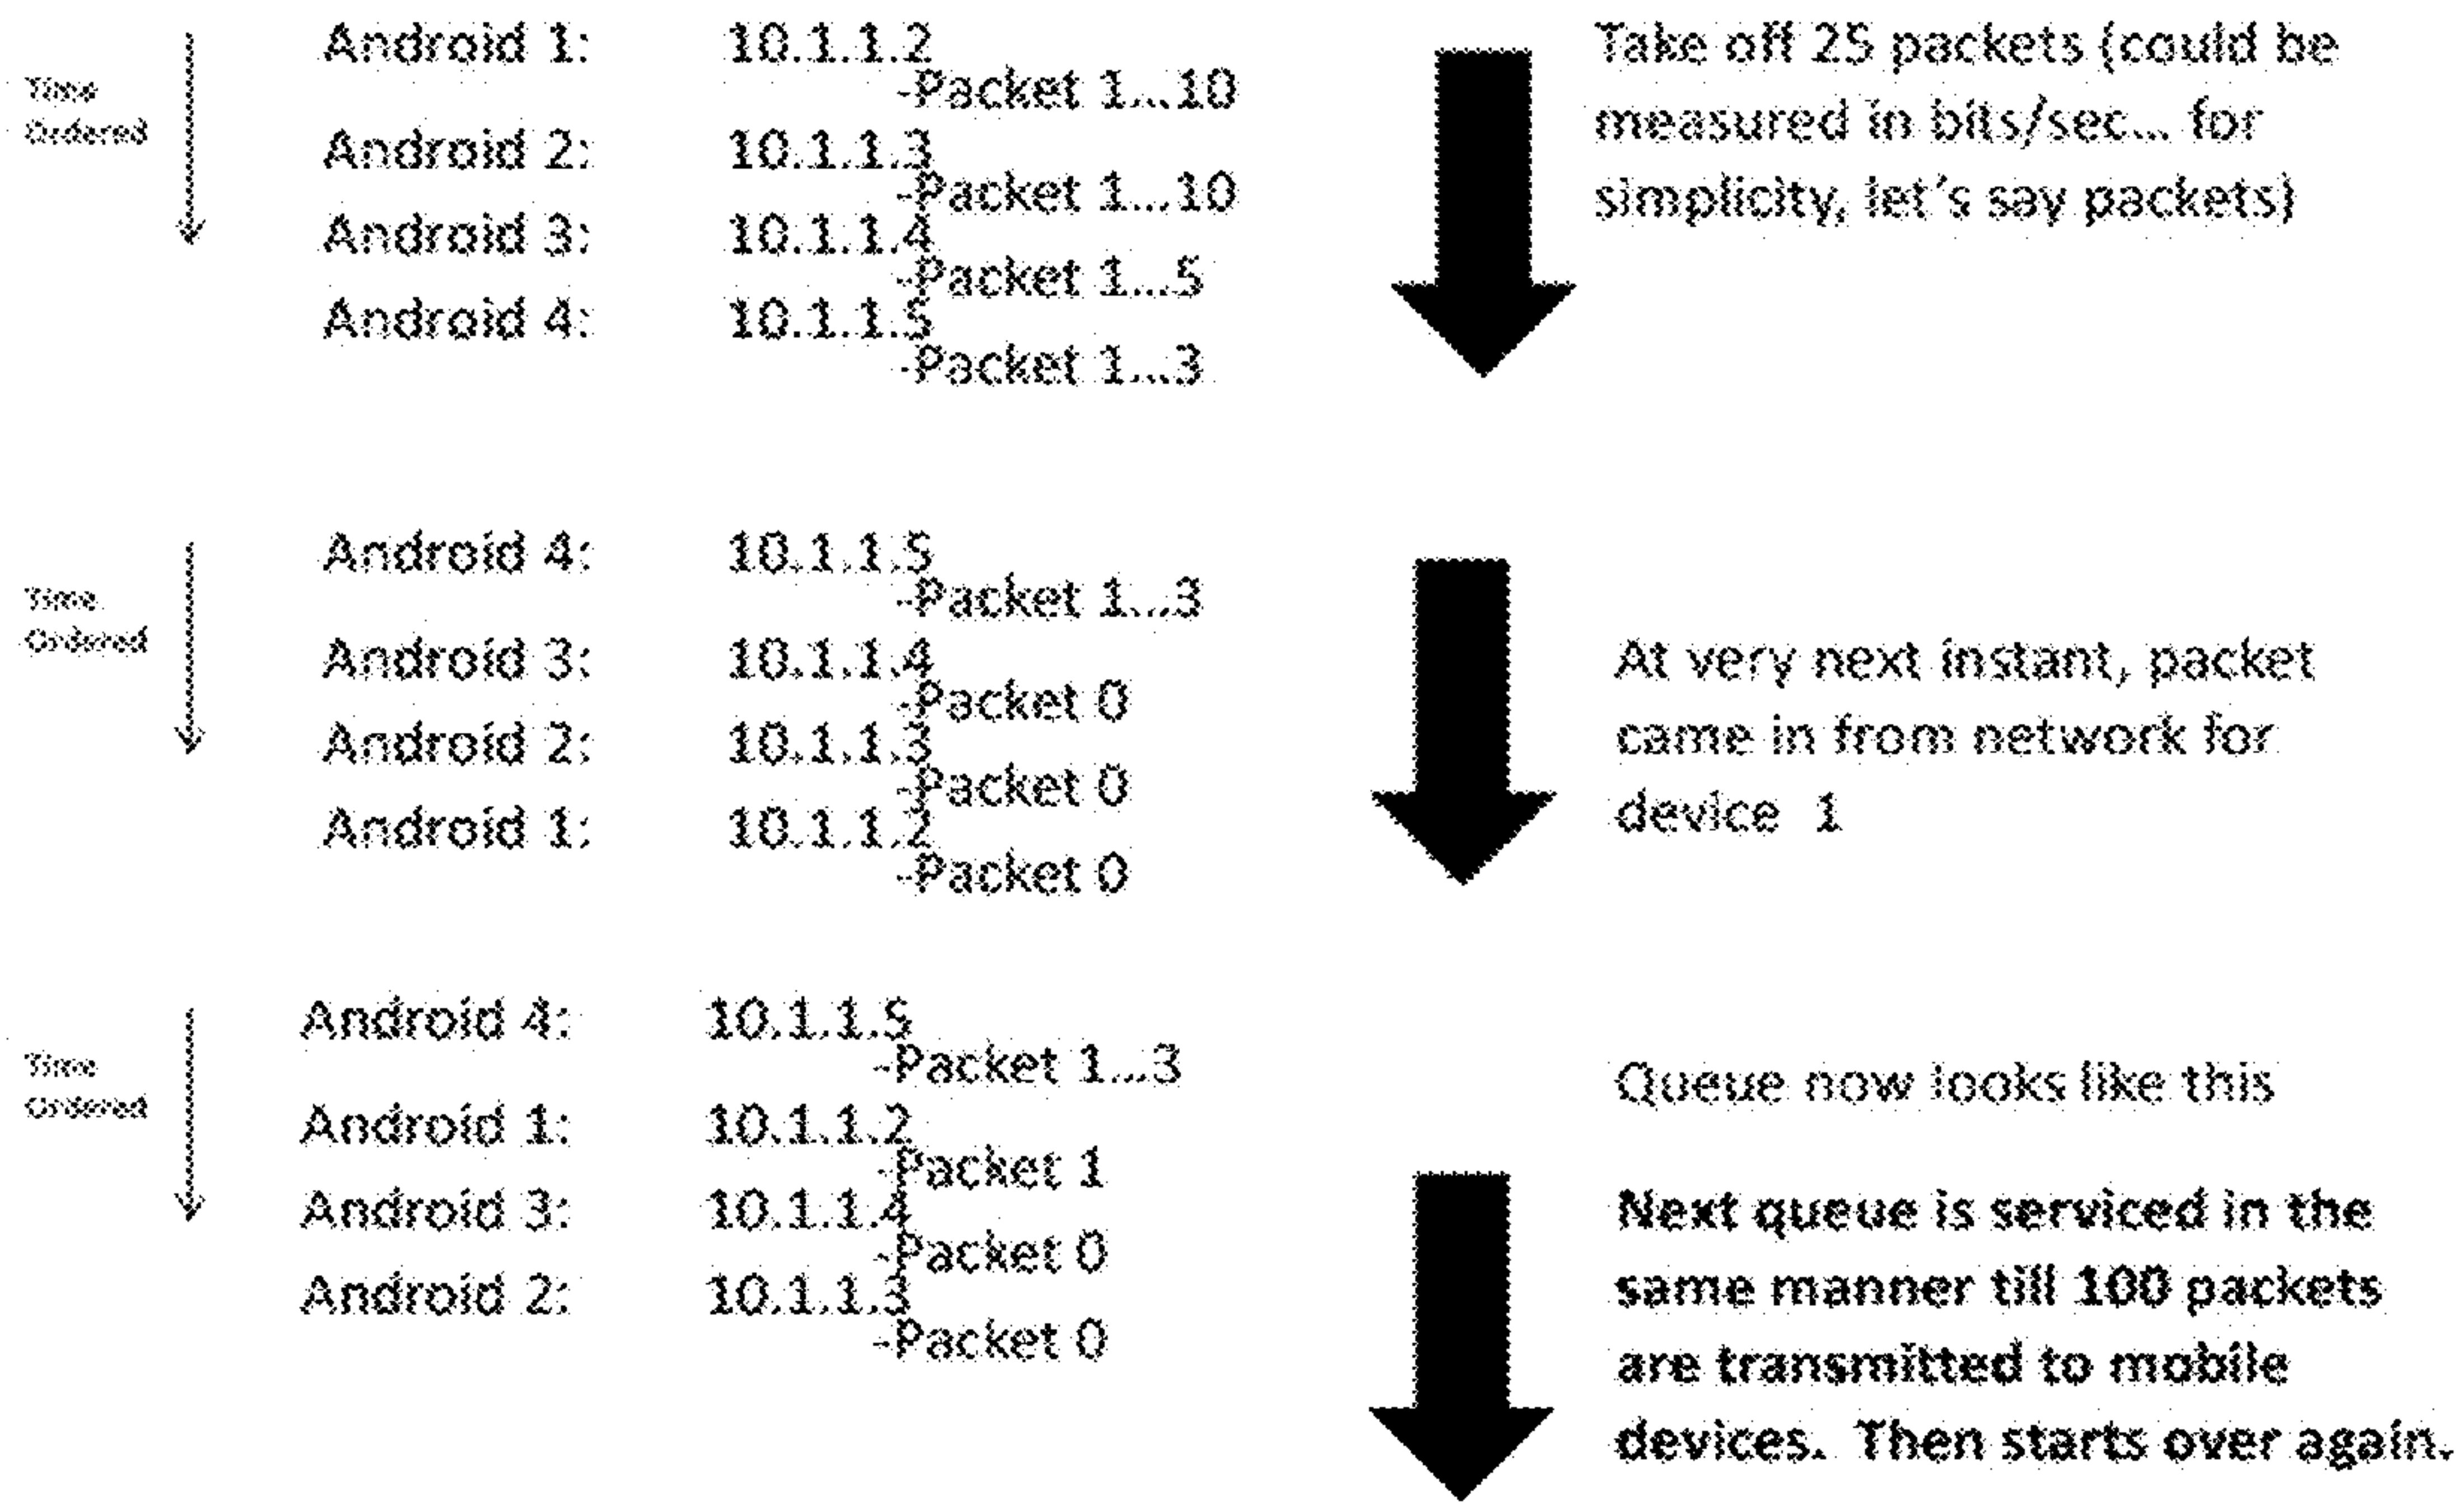 Time
Ordered
Android 1: 10.1.1.2
-Packet 1...10
Android 2: 10.1.1.3
-Packet 1...10
Android 3: 10.1.1.4
-Packet 1...5
Android 4: 10.1.1.5
-Packet 1...3
Take off 25 packets (could be
measured in bits/sec... for
simplicity, let's say packets)
Time
Ordered
Android 4: 10.1.1.5
-Packet 1...3
Android 3: 10.1.1.4
-Packet 0
Android 2: 10.1.1.3
-Packet 0
Android 1: 10.1.1.2
-Packet 0
At very next instant, packet
came in from network for
device 1
Time
Ordered
Android 4: 10.1.1.5
-Packet 1...3
Android 1: 10.1.1.2
-Packet 1
Android 3: 10.1.1.4
-Packet 0
Android 2: 10.1.1.3
-Packet 0
Queue now looks like this
Next queue is serviced in the
same manner till 100 packets
are transmitted to mobile
devices. Then starts over again.